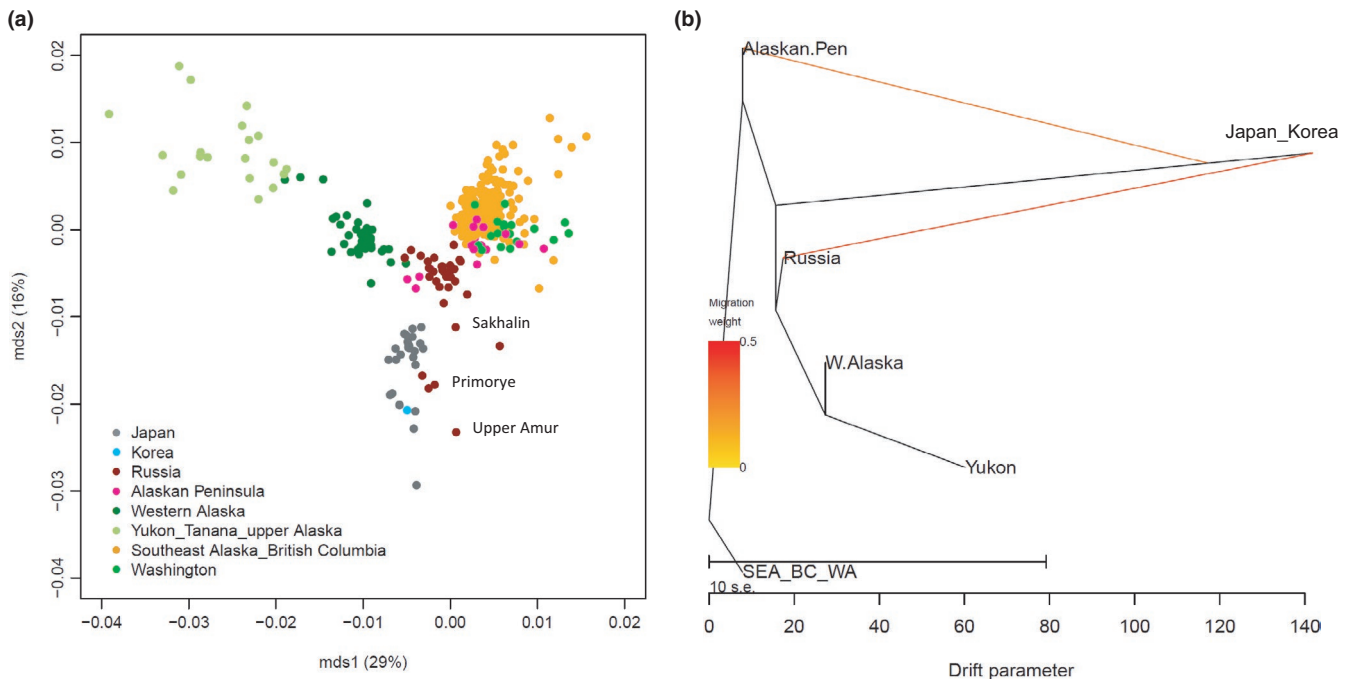 (a)
0.02
0.01
0.00
−0.01
−0.02
−0.03
−0.04
mds2 (16%)
Sakhalin
Primorye
Upper Amur
Japan
Korea
Russia
Alaskan Peninsula
Western Alaska
Yukon_Tanana_upper Alaska
Southeast Alaska_British Columbia
Washington
−0.04 −0.03 −0.02 −0.01 0.00 0.01 0.02
mds1 (29%)
(b)
Alaskan.Pen
Japan_Korea
Russia
Migration
weight
0.5
0
W.Alaska
Yukon
SEA_BC_WA
10 s.e.
0 20 40 60 80 100 120 140
Drift parameter